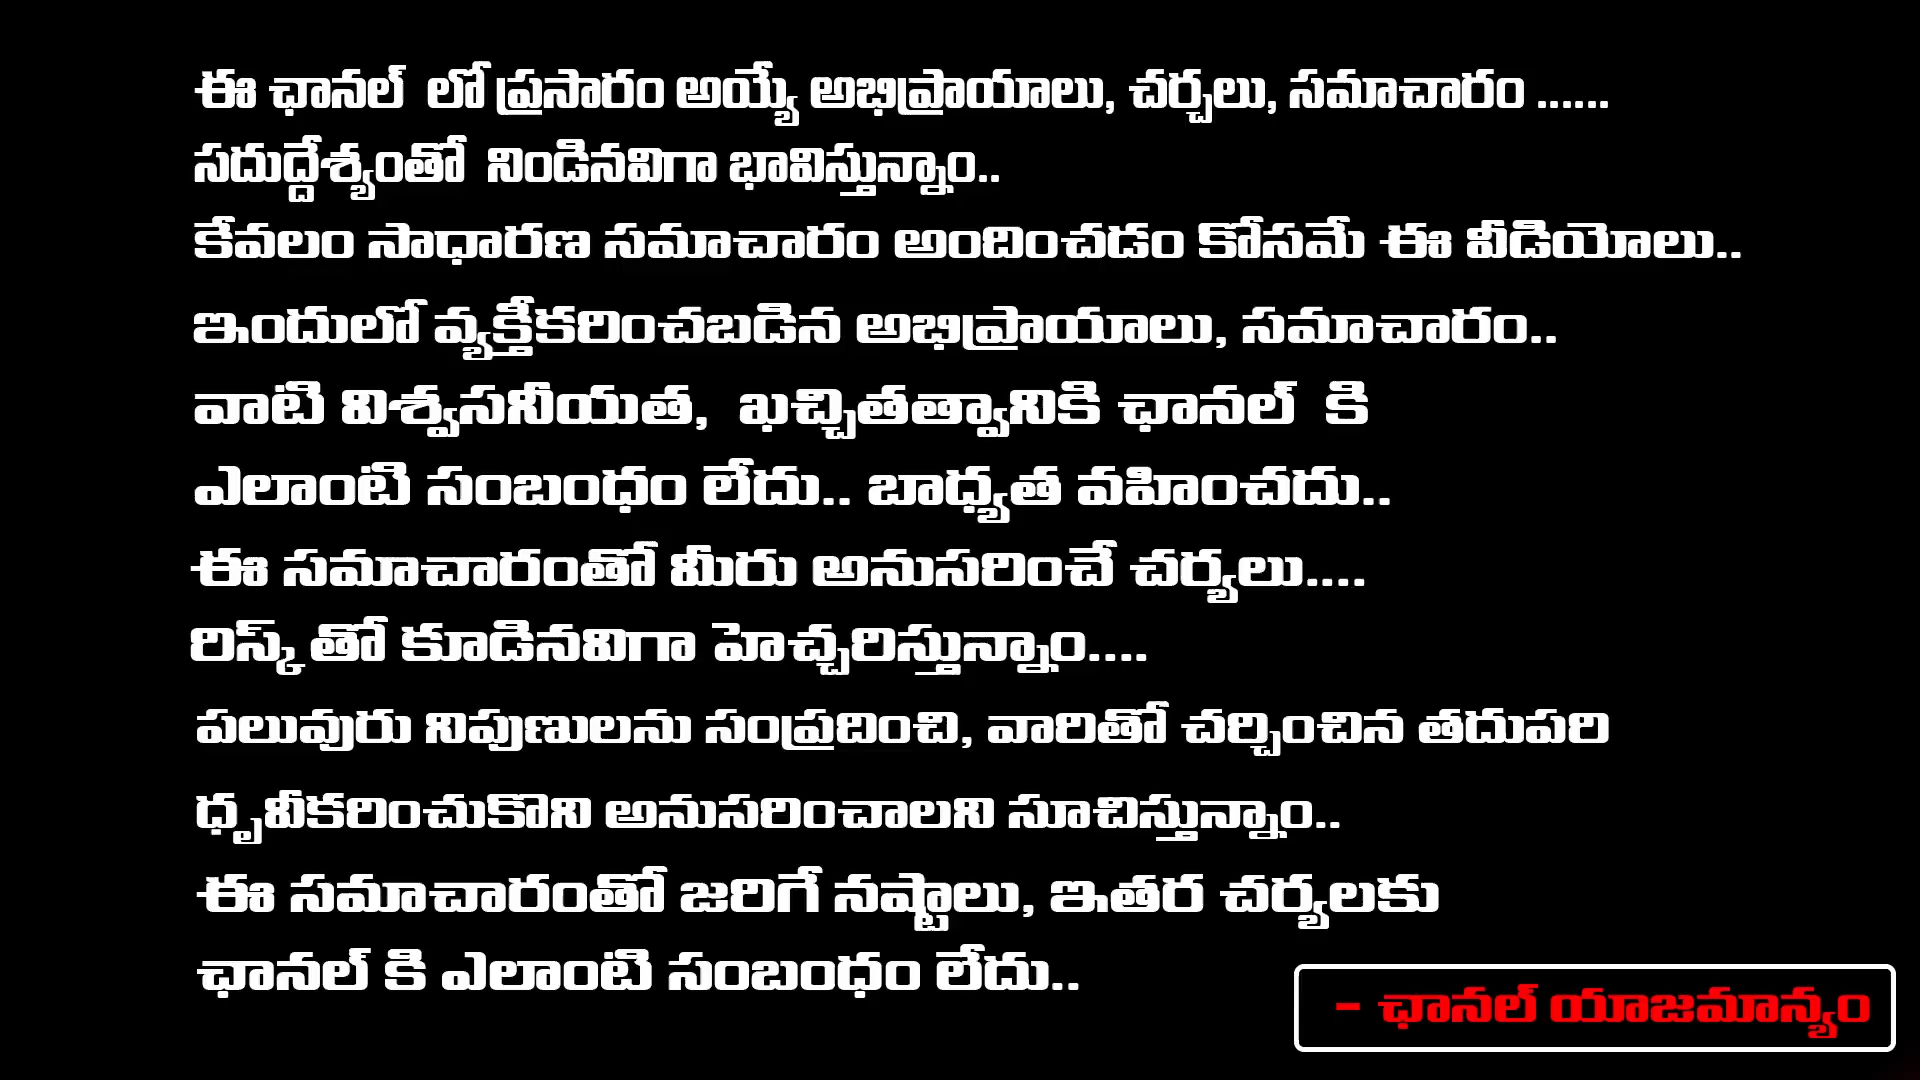 ఈ ఛానల్ లో ప్రసారం అయ్యే అభిప్రాయాలు, చర్చలు, సమాచారం ......
సదుద్దేశ్యంతో నిండినవిగా భావిస్తున్నాం..
కేవలం సాధారణ సమాచారం అందించడం కోసమే ఈ వీడియోలు..
ఇందులో వ్యక్తీకరించబడిన అభిప్రాయాలు, సమాచారం..
వాటి విశ్వసనీయత, ఖచ్చితత్వానికి ఛానల్ కి
ఎలాంటి సంబంధం లేదు.. బాధ్యత వహించదు..
ఈ సమాచారంతో మీరు అనుసరించే చర్యలు....
రిస్క్ తో కూడినవిగా హెచ్చరిస్తున్నాం....
పలువురు నిపుణులను సంప్రదించి, వారితో చర్చించిన తదుపరి
ధృవీకరించుకొని అనుసరించాలని సూచిస్తున్నాం..
ఈ సమాచారంతో జరిగే నష్టాలు, ఇతర చర్యలకు
ఛానల్ కి ఎలాంటి సంబంధం లేదు..
- ఛానల్ యాజమాన్యం